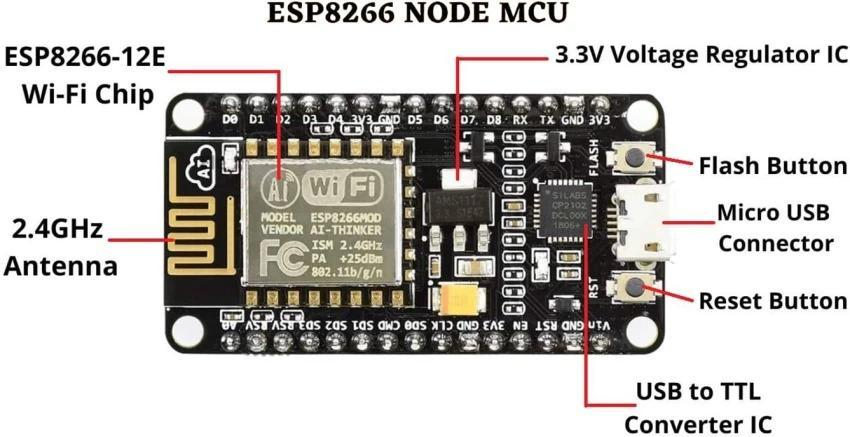 ESP8266 NODE MCU
ESP8266-12E
Wi-Fi Chip
3.3V Voltage Regulator IC
D0 D1 D2 D3 D4 3V3 GND D5 D6 D7 D8 RX TX GND 3V3
FLASH
Flash Button
AI
Ai WiFi
MODEL ESP8266MOD
VENDOR AI-THINKER
FC ISM 2.4GHz
PA +25dBm
802.11b/g/n
AMS1117
SILABS
CP2102
DCL00X
1806+
Micro USB
Connector
2.4GHz
Antenna
RST
Reset Button
A0 RSV RSV SD3 SD2 SD1 CMD SD0 CLK GND 3V3 EN RST GND Vin
USB to TTL
Converter IC